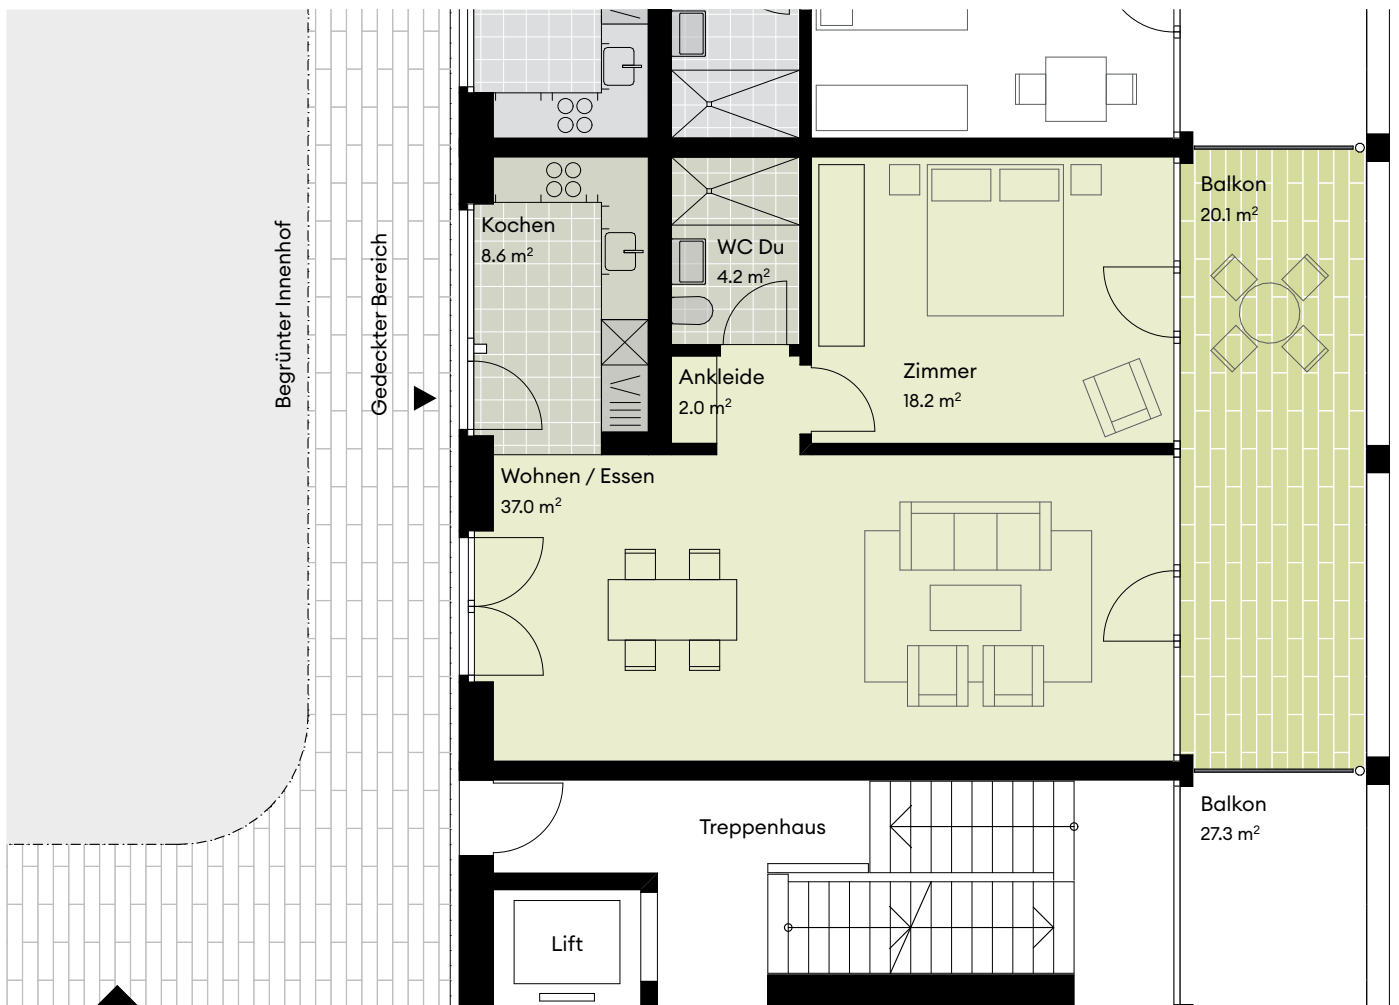 Begrünter Innenhof
Gedeckter Bereich
Kochen
8.6 m²
WC Du
4.2 m²
Ankleide
2.0 m²
Zimmer
18.2 m²
Balkon
20.1 m²
Wohnen / Essen
37.0 m²
Treppenhaus
Lift
Balkon
27.3 m²